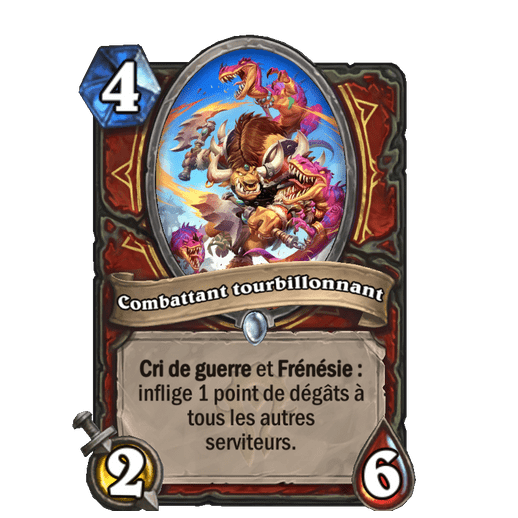 4
Combattant tourbillonnant
Cri de guerre et Frénésie :
inflige 1 point de dégâts à
tous les autres
serviteurs.
2
6